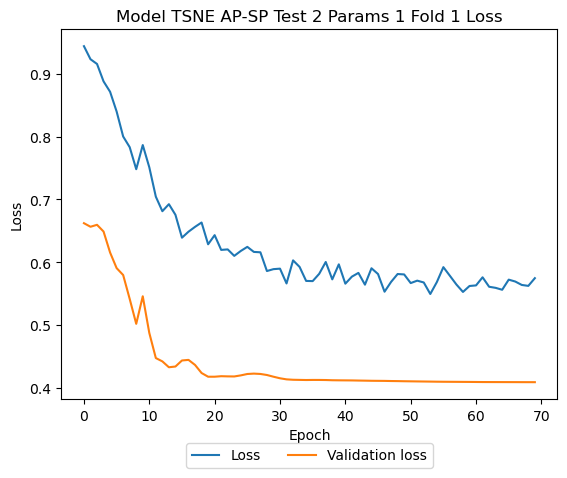 Model TSNE AP-SP Test 2 Params 1 Fold 1 Loss
Loss
0.9
0.8
0.7
0.6
0.5
0.4
0 10 20 30 40 50 60 70
Epoch
Loss Validation loss